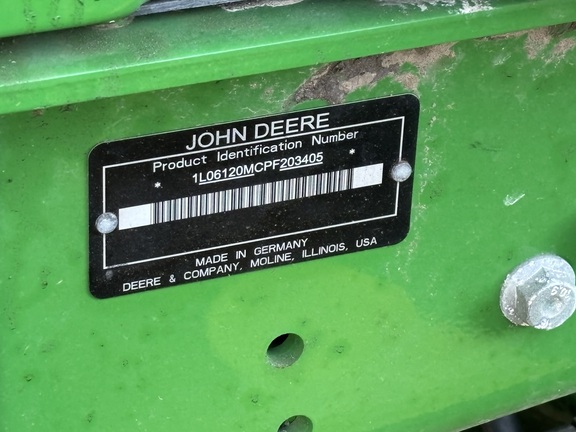 JOHN DEERE
Product Identification Number
* 1L06120MCPF203405 *
MADE IN GERMANY
DEERE & COMPANY, MOLINE, ILLINOIS, USA